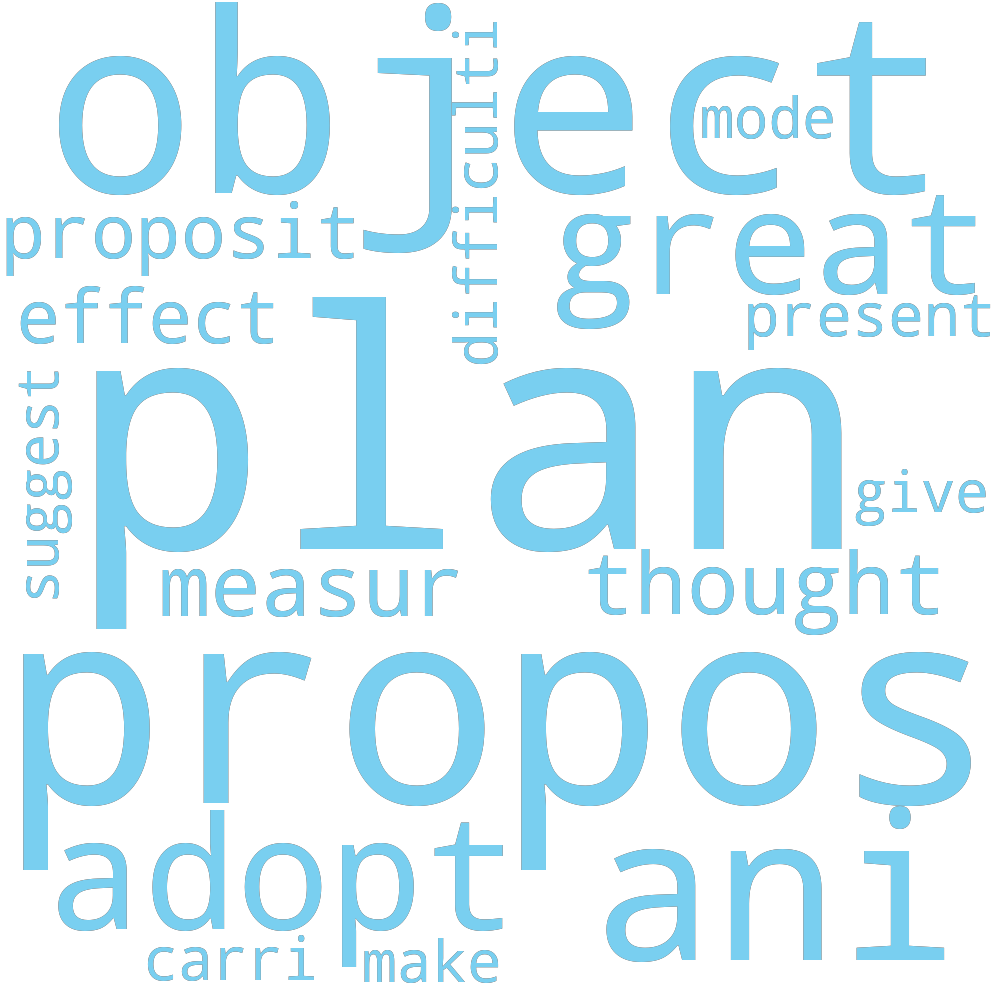 object
difficulti
mode
proposit
great
effect
present
plan
suggest
give
measur
thought
propos
adopt
ani
carri
make